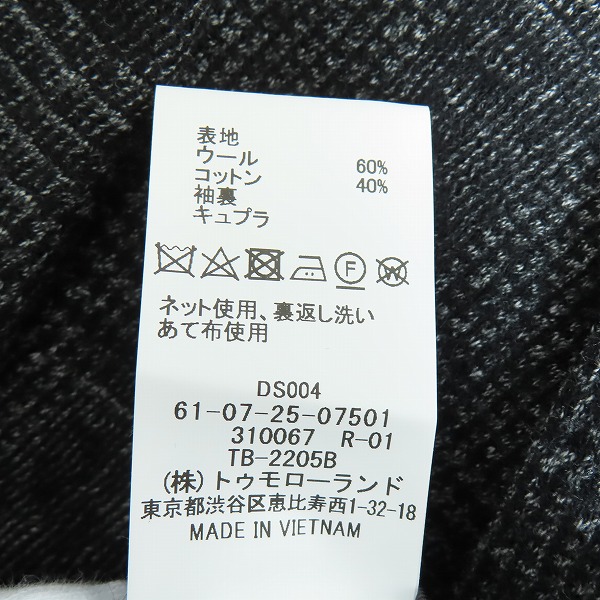 表地
ウール 60%
コットン 40%
袖裏
キュプラ
F W
ネット使用、裏返し洗い
あて布使用
DS004
61-07-25-07501
310067 R-01
TB-2205B
(株)トゥモローランド
東京都渋谷区恵比寿西1-32-18
MADE IN VIETNAM